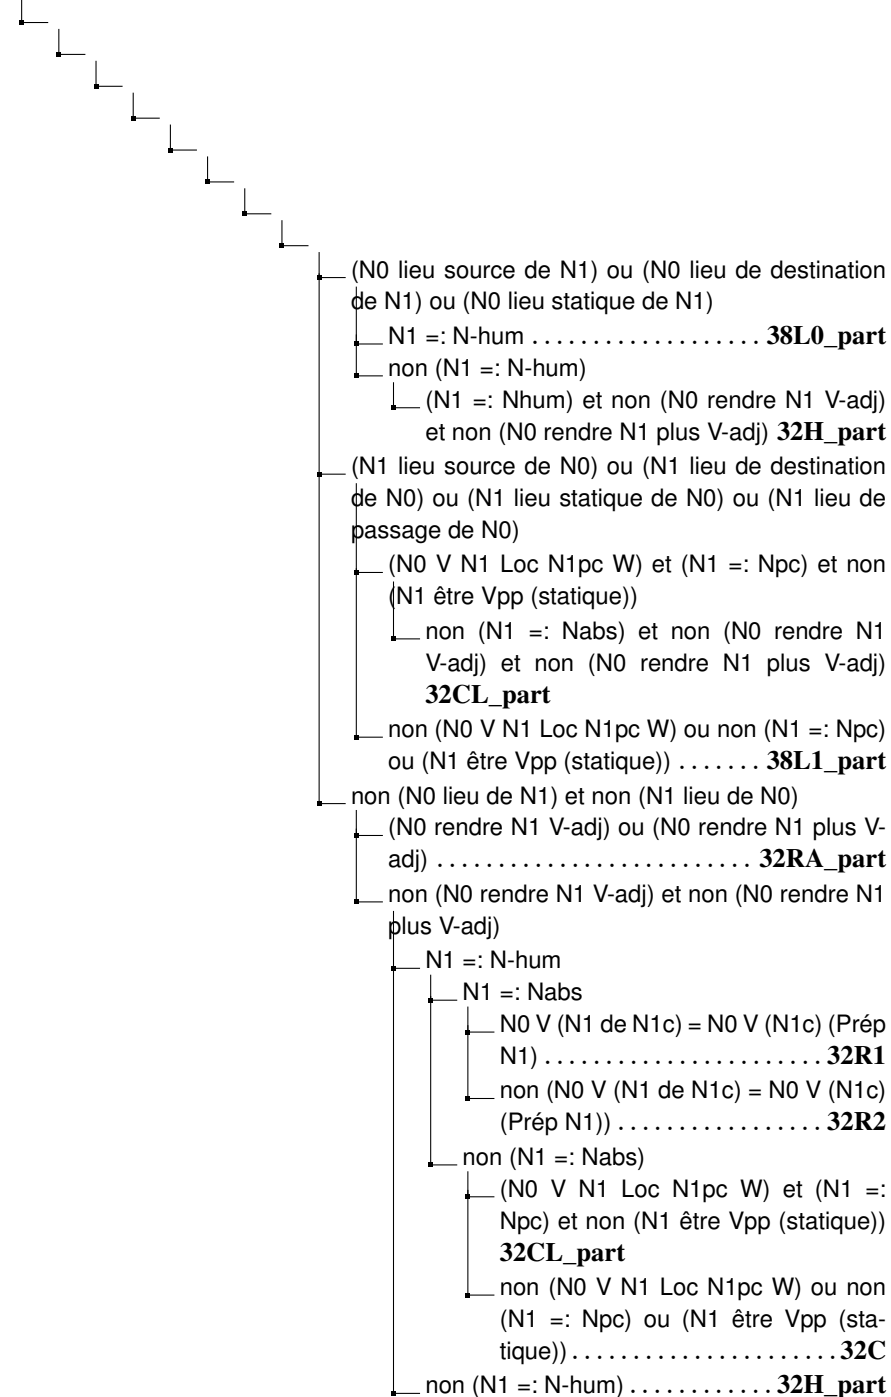 (N0 lieu source de N1) ou (N0 lieu de destination
de N1) ou (N0 lieu statique de N1)
N1 =: N-hum . . . . . . . . . . . . . . . . . . . 38L0_part
non (N1 =: N-hum)
(N1 =: Nhum) et non (N0 rendre N1 V-adj)
et non (N0 rendre N1 plus V-adj) 32H_part
(N1 lieu source de N0) ou (N1 lieu de destination
de N0) ou (N1 lieu statique de N0) ou (N1 lieu de
passage de N0)
(N0 V N1 Loc N1pc W) et (N1 =: Npc) et non
(N1 être Vpp (statique))
non (N1 =: Nabs) et non (N0 rendre N1
V-adj) et non (N0 rendre N1 plus V-adj)
32CL_part
non (N0 V N1 Loc N1pc W) ou non (N1 =: Npc)
ou (N1 être Vpp (statique)) . . . . . . . 38L1_part
non (N0 lieu de N1) et non (N1 lieu de N0)
(N0 rendre N1 V-adj) ou (N0 rendre N1 plus V-
adj) . . . . . . . . . . . . . . . . . . . . . . . . . . 32RA_part
non (N0 rendre N1 V-adj) et non (N0 rendre N1
plus V-adj)
N1 =: N-hum
N1 =: Nabs
N0 V (N1 de N1c) = N0 V (N1c) (Prép
N1) . . . . . . . . . . . . . . . . . . . . . . . 32R1
non (N0 V (N1 de N1c) = N0 V (N1c)
(Prép N1)) . . . . . . . . . . . . . . . . . 32R2
non (N1 =: Nabs)
(N0 V N1 Loc N1pc W) et (N1 =:
Npc) et non (N1 être Vpp (statique))
32CL_part
non (N0 V N1 Loc N1pc W) ou non
(N1 =: Npc) ou (N1 être Vpp (sta-
tique)) . . . . . . . . . . . . . . . . . . . . . . 32C
non (N1 =: N-hum) . . . . . . . . . . . . 32H_part